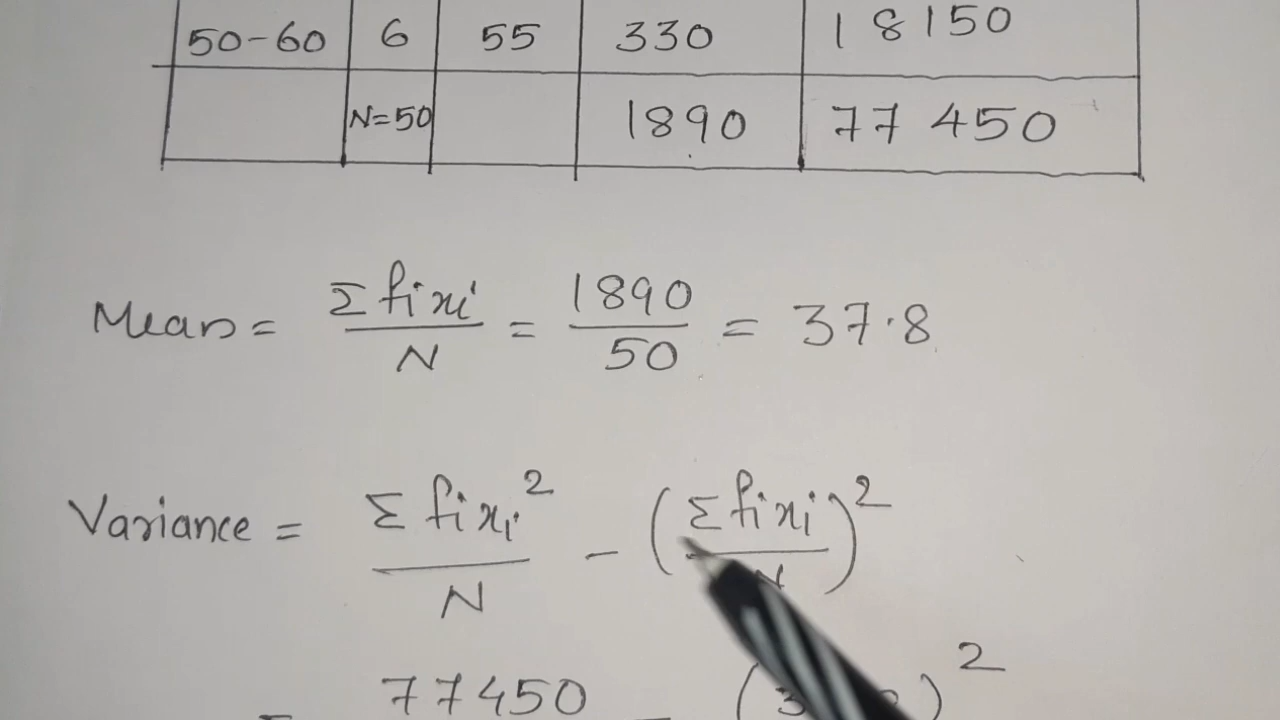 50-60 6 55 330 18150
N=50 1890 77450
Mean = Σfixi / N = 1890 / 50 = 37.8
Variance = Σfixi² / N - (Σfixi / N)²
= 77450 - ( )²